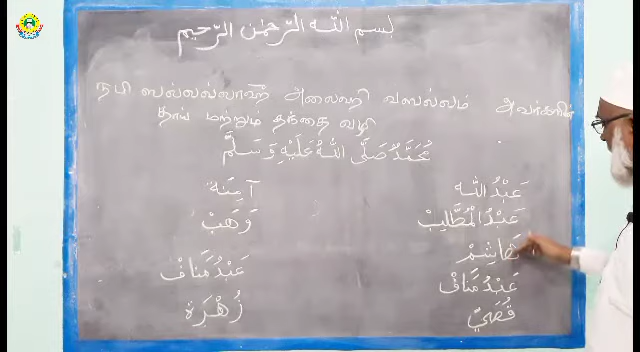 بسم الله الرحمن الرحيم
நபி ஸல்லல்லாஹு அலைஹி வஸல்லம் அவர்களின்
தாய் மற்றும் தந்தை வழி
مُحَمَّدُ صَلَّى اللهُ عَلَيْهِ وَسَلَّمَ
عَبْدُ الله آمِنَة
عَبْدُ الْمُطَّلِبْ وَهَبْ
هَاشِمْ
عَبْدُ مَنَافْ عَبْدُ مَنَافْ
قُصَيّ زُهْرَة